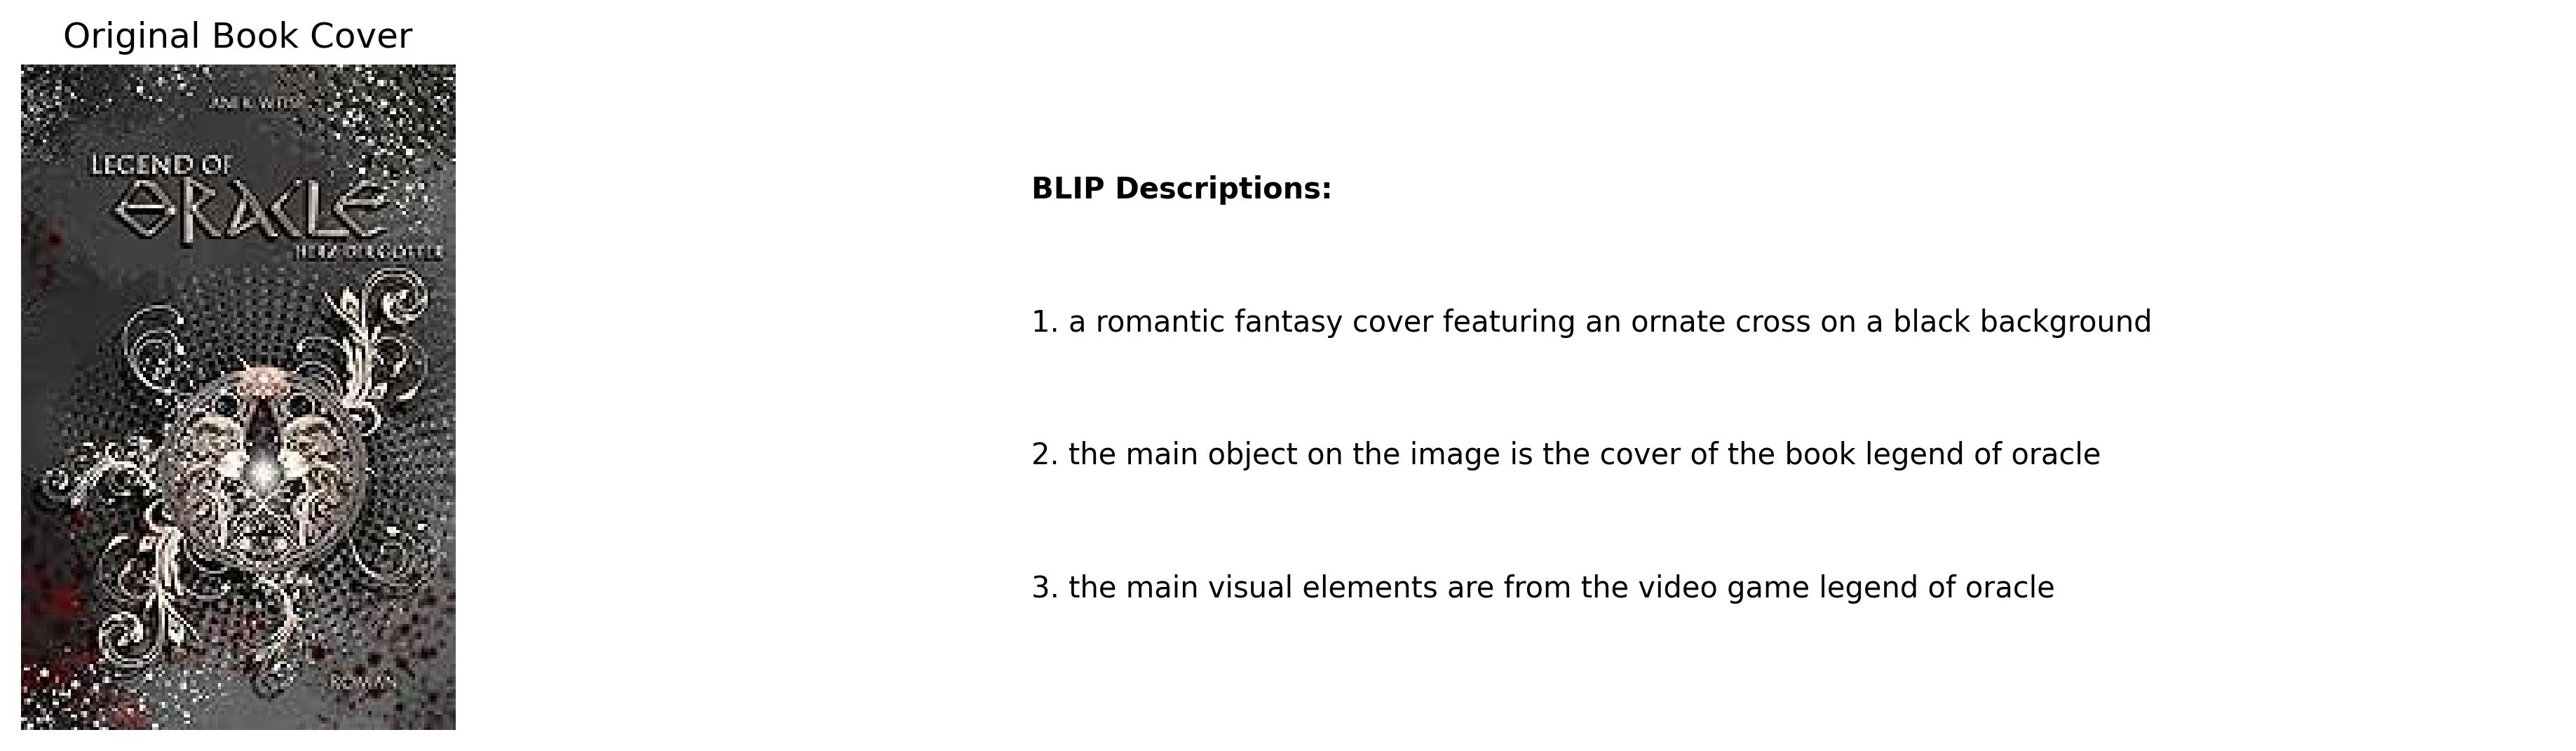 Original Book Cover
LEGEND OF
ORACLE
ROMAN
BLIP Descriptions:
1. a romantic fantasy cover featuring an ornate cross on a black background
2. the main object on the image is the cover of the book legend of oracle
3. the main visual elements are from the video game legend of oracle